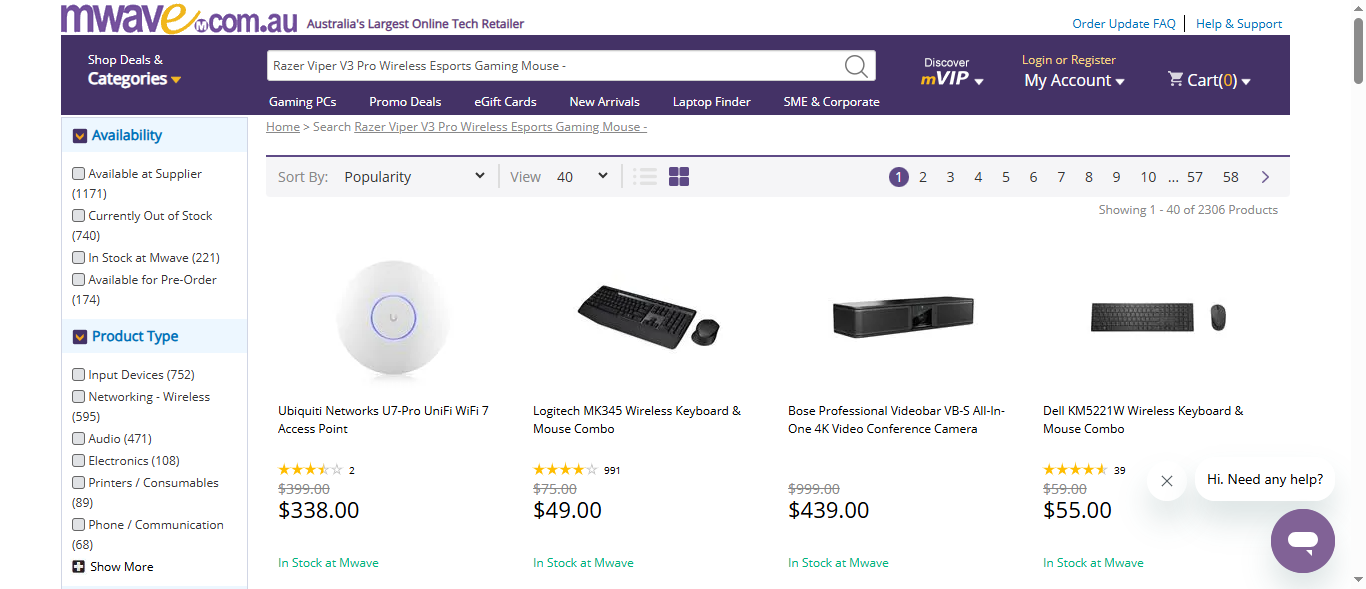 mwave.com.au Australia's Largest Online Tech Retailer
Order Update FAQ
Help & Support
Shop Deals &
Categories
Razer Viper V3 Pro Wireless Esports Gaming Mouse -
Discover
mVIP
Login or Register
My Account
Cart(0)
Gaming PCs
Promo Deals
eGift Cards
New Arrivals
Laptop Finder
SME & Corporate
Home > Search Razer Viper V3 Pro Wireless Esports Gaming Mouse -
Availability
Available at Supplier
(1171)
Currently Out of Stock
(740)
In Stock at Mwave (221)
Available for Pre-Order
(174)
Product Type
Input Devices (752)
Networking - Wireless
(595)
Audio (471)
Electronics (108)
Printers / Consumables
(89)
Phone / Communication
(68)
Show More
Sort By: Popularity
View 40
1 2 3 4 5 6 7 8 9 10 ... 57 58
Showing 1 - 40 of 2306 Products
Ubiquiti Networks U7-Pro UniFi WiFi 7
Access Point
2
$399.00
$338.00
In Stock at Mwave
Logitech MK345 Wireless Keyboard &
Mouse Combo
991
$75.00
$49.00
In Stock at Mwave
Bose Professional Videobar VB-S All-In-
One 4K Video Conference Camera
$999.00
$439.00
In Stock at Mwave
Dell KM5221W Wireless Keyboard &
Mouse Combo
39
$59.00
$55.00
In Stock at Mwave
Hi. Need any help?